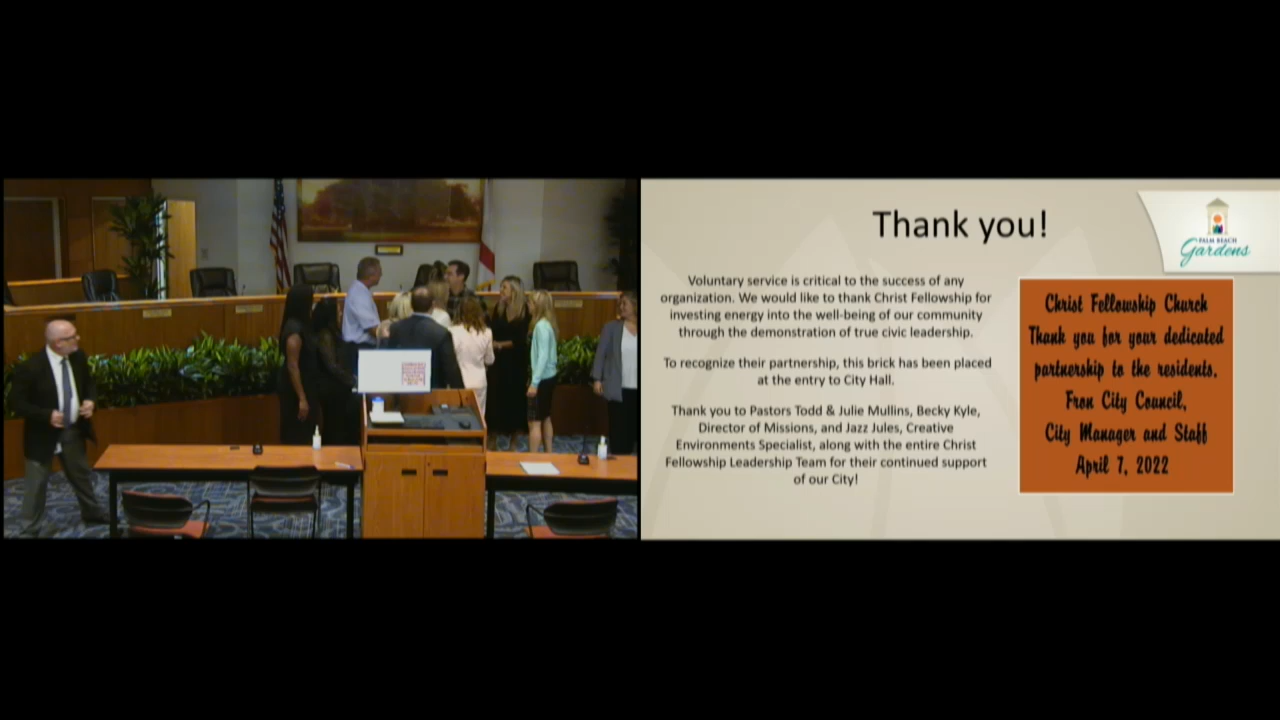 Thank you!
PALM BEACH
Gardens
Voluntary service is critical to the success of any
organization. We would like to thank Christ Fellowship for
investing energy into the well-being of our community
through the demonstration of true civic leadership.
To recognize their partnership, this brick has been placed
at the entry to City Hall.
Thank you to Pastors Todd & Julie Mullins, Becky Kyle,
Director of Missions, and Jazz Jules, Creative
Environments Specialist, along with the entire Christ
Fellowship Leadership Team for their continued support
of our City!
Christ Fellowship Church
Thank you for your dedicated
partnership to the residents.
Fron City Council,
City Manager and Staff
April 7, 2022